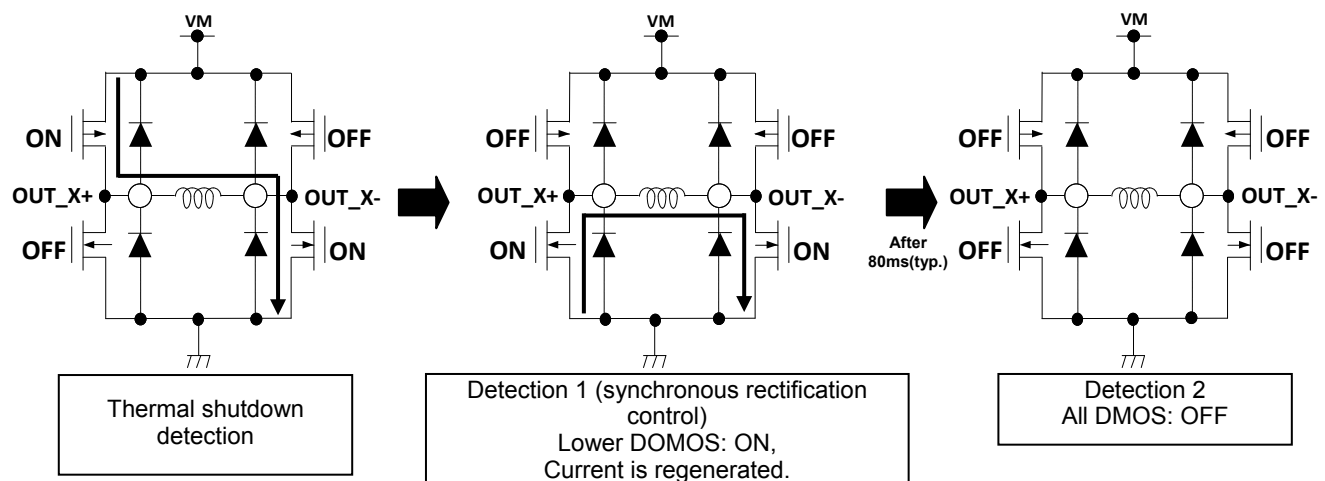 VM
ON
OFF
OUT_X+
OUT_X-
OFF
ON
Thermal shutdown
detection
VM
OFF
OFF
OUT_X+
OUT_X-
ON
ON
Detection 1 (synchronous rectification
control)
Lower DOMOS: ON,
Current is regenerated.
After
80ms(typ.)
VM
OFF
OFF
OUT_X+
OUT_X-
OFF
OFF
Detection 2
All DMOS: OFF